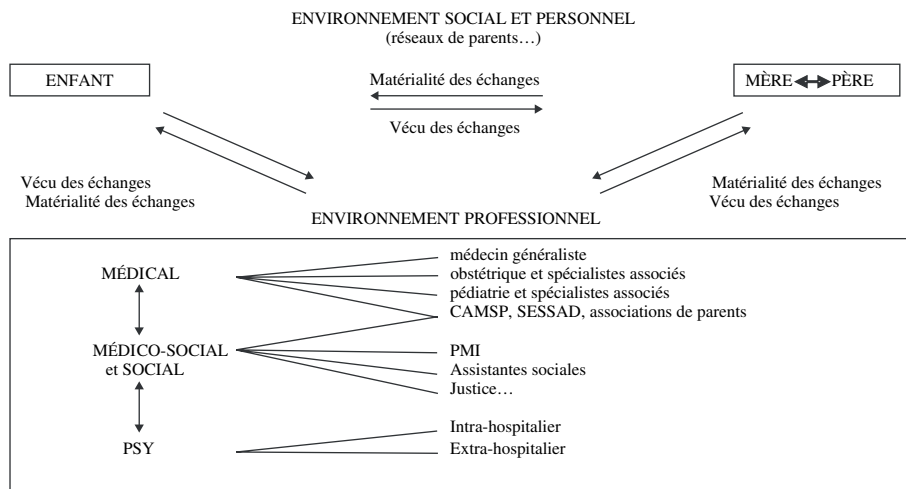 ENVIRONNEMENT SOCIAL ET PERSONNEL
(réseaux de parents…)
ENFANT
Matérialité des échanges
MÈRE PÈRE
Vécu des échanges
Vécu des échanges
Matérialité des échanges
Matérialité des échanges
Vécu des échanges
ENVIRONNEMENT PROFESSIONNEL
médecin généraliste
MÉDICAL
obstétrique et spécialistes associés
pédiatrie et spécialistes associés
CAMSP, SESSAD, associations de parents
MÉDICO-SOCIAL
et SOCIAL
PMI
Assistantes sociales
Justice…
Intra-hospitalier
PSY
Extra-hospitalier